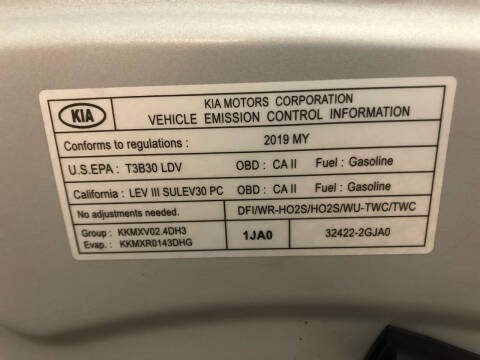 KIA
KIA MOTORS CORPORATION
VEHICLE EMISSION CONTROL INFORMATION
Conforms to regulations : 2019 MY
U.S.EPA : T3B30 LDV OBD : CA II Fuel : Gasoline
California : LEV III SULEV30 PC OBD : CA II Fuel : Gasoline
No adjustments needed. DFI/WR-HO2S/HO2S/WU-TWC/TWC
Group : KKMXV02.4DH3
Evap. : KKMXR0143DHG
1JA0
32422-2GJA0